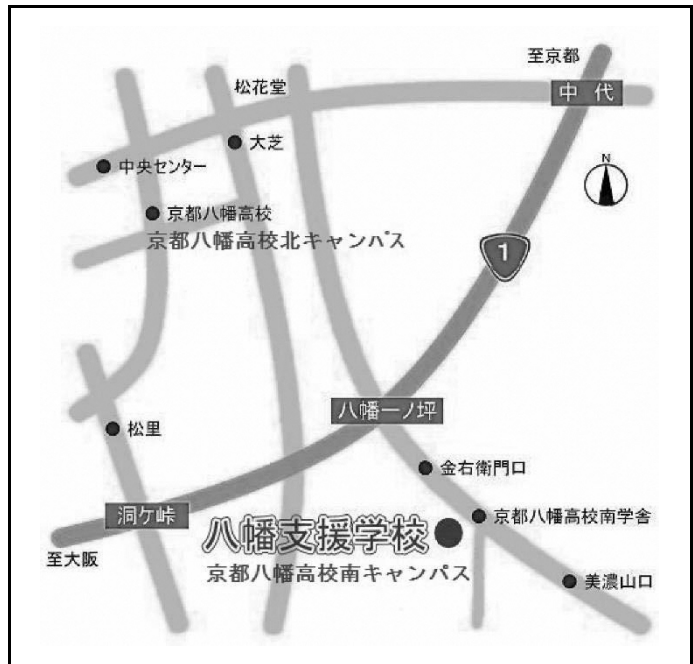 至京都
松花堂
中代
大芝
中央センター
N
京都八幡高校
京都八幡高校北キャンパス
1
八幡一ノ坪
松里
金右衛門口
洞ケ峠
京都八幡高校南学舎
八幡支援学校
至大阪
京都八幡高校南キャンパス
美濃山口